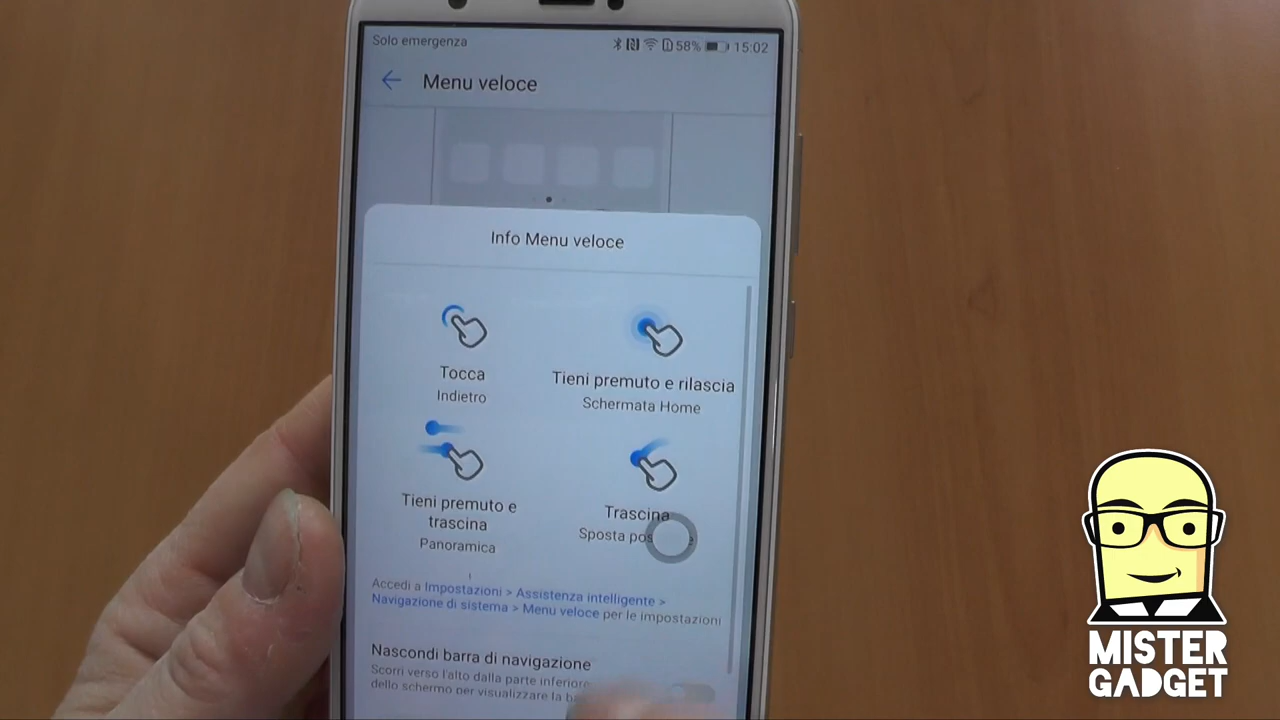 Solo emergenza
58% 15:02
Menu veloce
Info Menu veloce
Tocca
Indietro
Tieni premuto e rilascia
Schermata Home
Tieni premuto e
trascina
Panoramica
Trascina
Sposta
Accedi a Impostazioni > Assistenza intelligente >
Navigazione di sistema > Menu veloce per le impostazioni
Nascondi barra di navigazione
Scorri verso l'alto dalla parte inferiore
dello schermo per visualizzare la
MISTER
GADGET